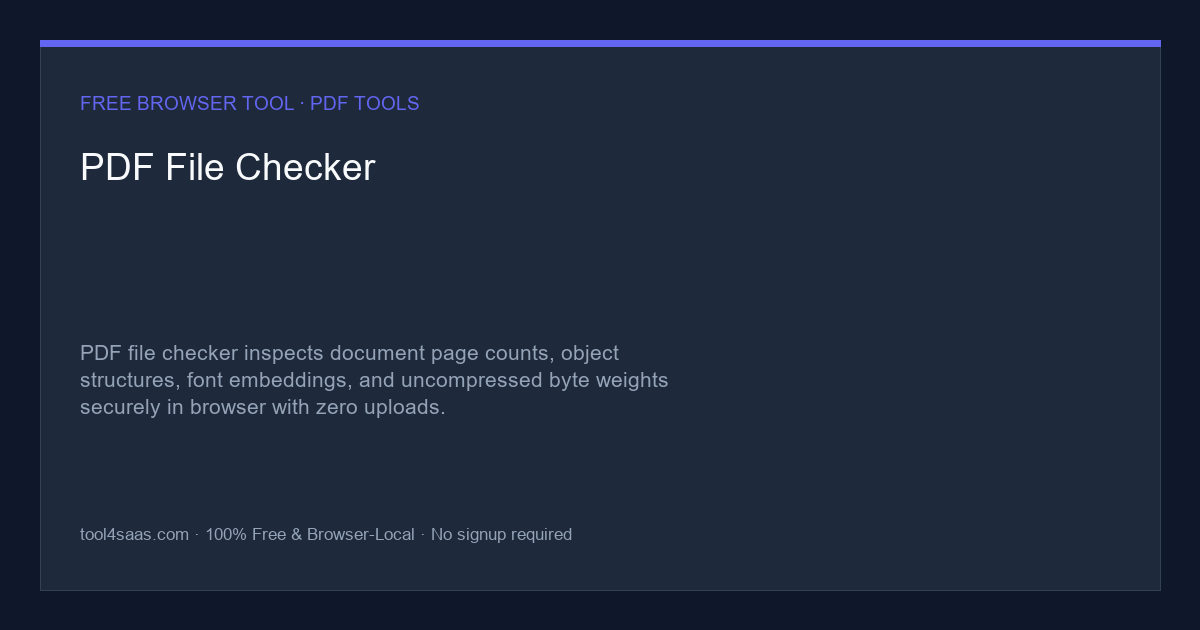 FREE BROWSER TOOL · PDF TOOLS
PDF File Checker
PDF file checker inspects document page counts, object
structures, font embeddings, and uncompressed byte weights
securely in browser with zero uploads.
tool4saas.com · 100% Free & Browser-Local · No signup required